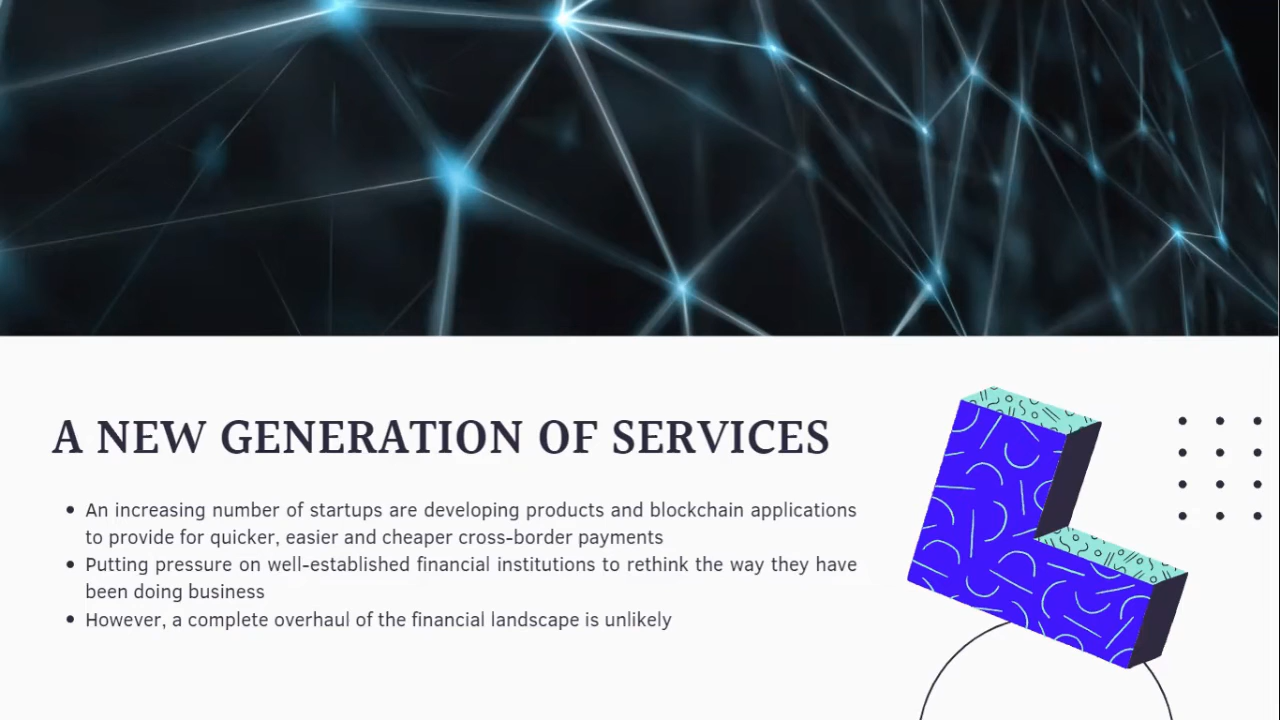 A NEW GENERATION OF SERVICES
• An increasing number of startups are developing products and blockchain applications
to provide for quicker, easier and cheaper cross-border payments
• Putting pressure on well-established financial institutions to rethink the way they have
been doing business
• However, a complete overhaul of the financial landscape is unlikely